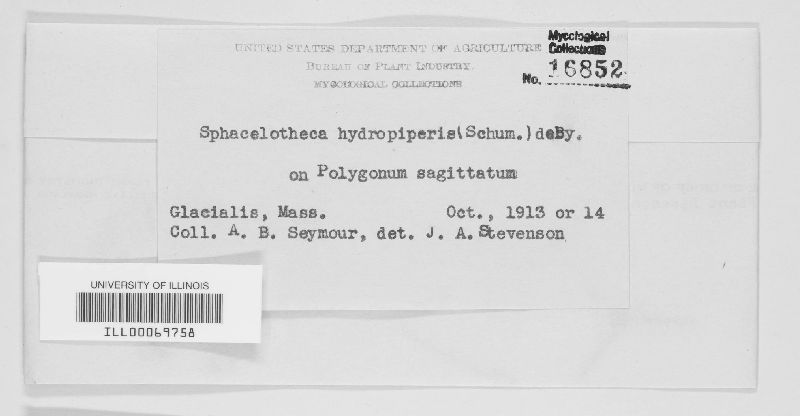 UNITED STATES DEPARTMENT OF AGRICULTURE
BUREAU OF PLANT INDUSTRY.
MYCOLOGICAL COLLECTIONS
Mycological
Collections
No. 16852
Sphacelotheca hydropiperis(Schum.)deBy.
on Polygonum sagittatum
Glacialis, Mass. Oct., 1913 or 14
Coll. A. B. Seymour, det. J. A. Stevenson
UNIVERSITY OF ILLINOIS
ILL00069758